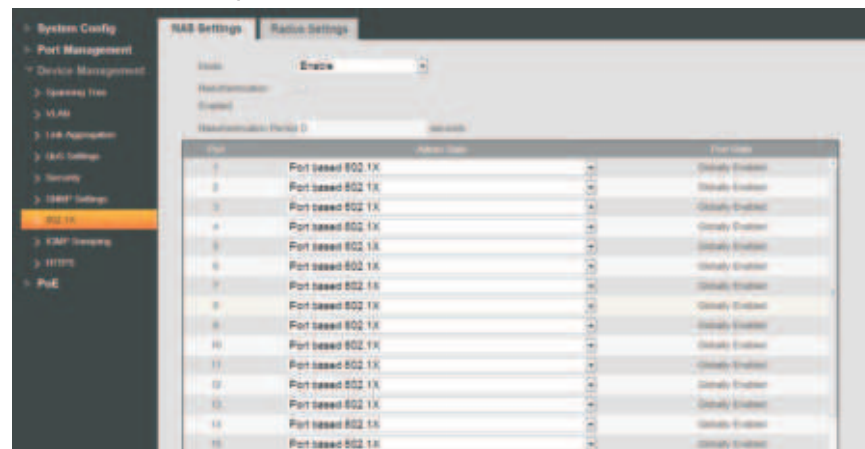 System Config
Port Management
Device Management
Spanning Tree
VLAN
Link Aggregation
QoS Settings
Security
SNMP Settings
802.1X
IGMP Snooping
HTTPS
PoE
NAS Settings
Radius Settings
Mode
Enable
Reauthentication
Enabled
Reauthentication Period 0 seconds
Port Admin State Port State
1 Port based 802.1X Globally Enabled
2 Port based 802.1X Globally Enabled
3 Port based 802.1X Globally Enabled
4 Port based 802.1X Globally Enabled
5 Port based 802.1X Globally Enabled
6 Port based 802.1X Globally Enabled
7 Port based 802.1X Globally Enabled
8 Port based 802.1X Globally Enabled
9 Port based 802.1X Globally Enabled
10 Port based 802.1X Globally Enabled
11 Port based 802.1X Globally Enabled
12 Port based 802.1X Globally Enabled
13 Port based 802.1X Globally Enabled
14 Port based 802.1X Globally Enabled
15 Port based 802.1X Globally Enabled